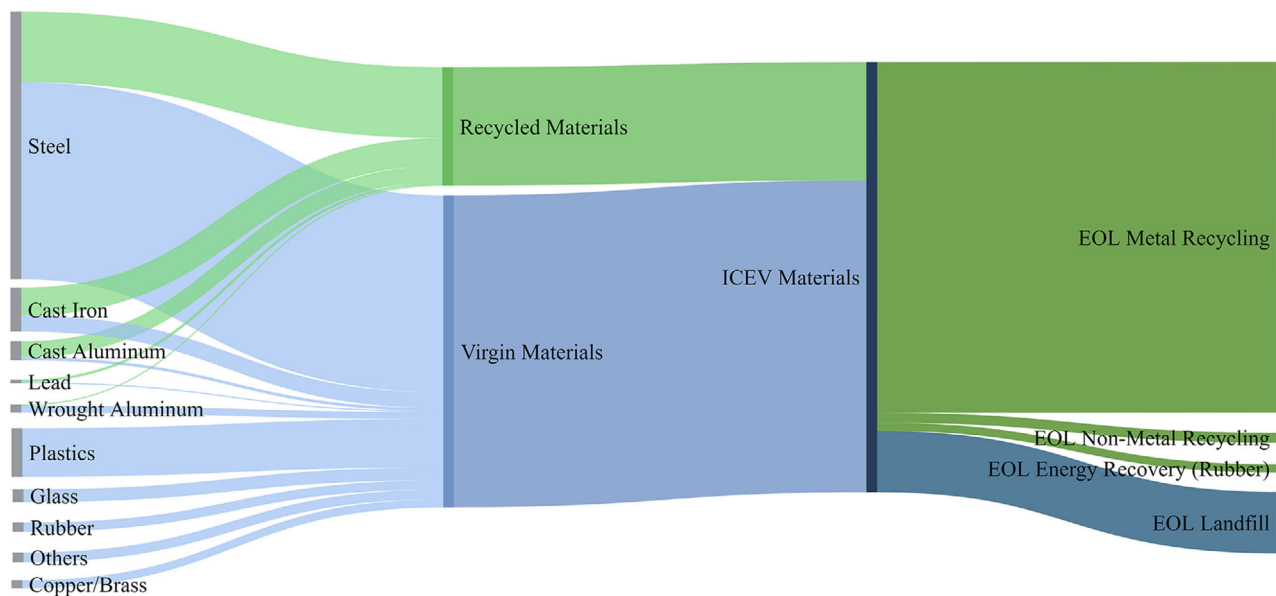 Steel
Cast Iron
Cast Aluminum
Lead
Wrought Aluminum
Plastics
Glass
Rubber
Others
Copper/Brass
Recycled Materials
Virgin Materials
ICEV Materials
EOL Metal Recycling
EOL Non-Metal Recycling
EOL Energy Recovery (Rubber)
EOL Landfill